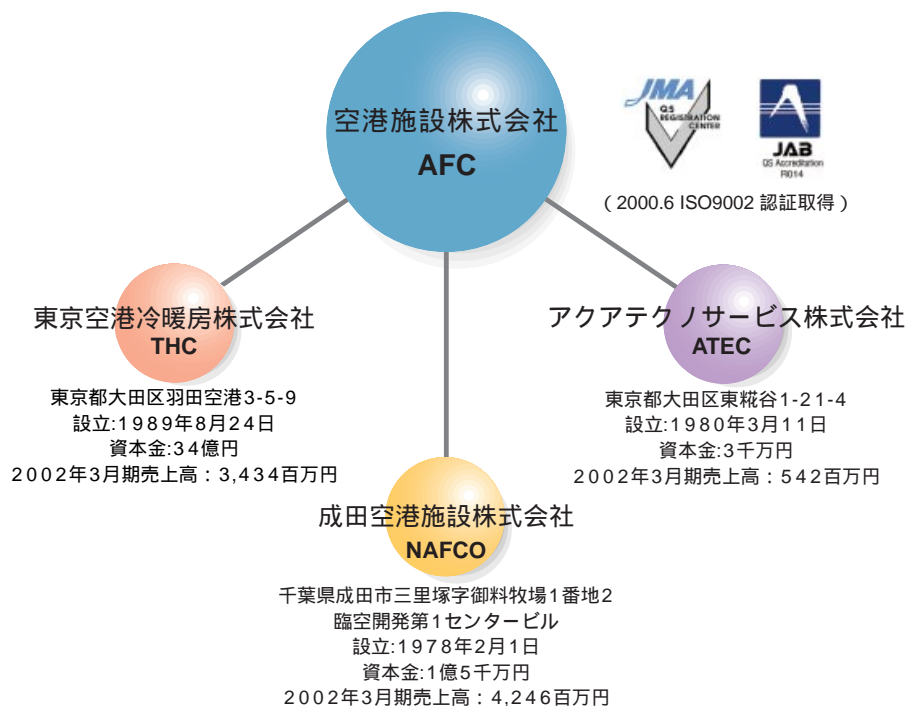 空港施設株式会社
AFC
JMA
QS
REGISTRATION
CENTER
JAB
QS Accreditation
R014
(2000.6 ISO9002 認証取得)
東京空港冷暖房株式会社
THC
東京都大田区羽田空港3-5-9
設立:1989年8月24日
資本金:34億円
2002年3月期売上高:3,434百万円
アクアテクノサービス株式会社
ATEC
東京都大田区東糀谷1-21-4
設立:1980年3月11日
資本金:3千万円
2002年3月期売上高:542百万円
成田空港施設株式会社
NAFCO
千葉県成田市三里塚字御料牧場1番地2
臨空開発第1センタービル
設立:1978年2月1日
資本金:1億5千万円
2002年3月期売上高:4,246百万円